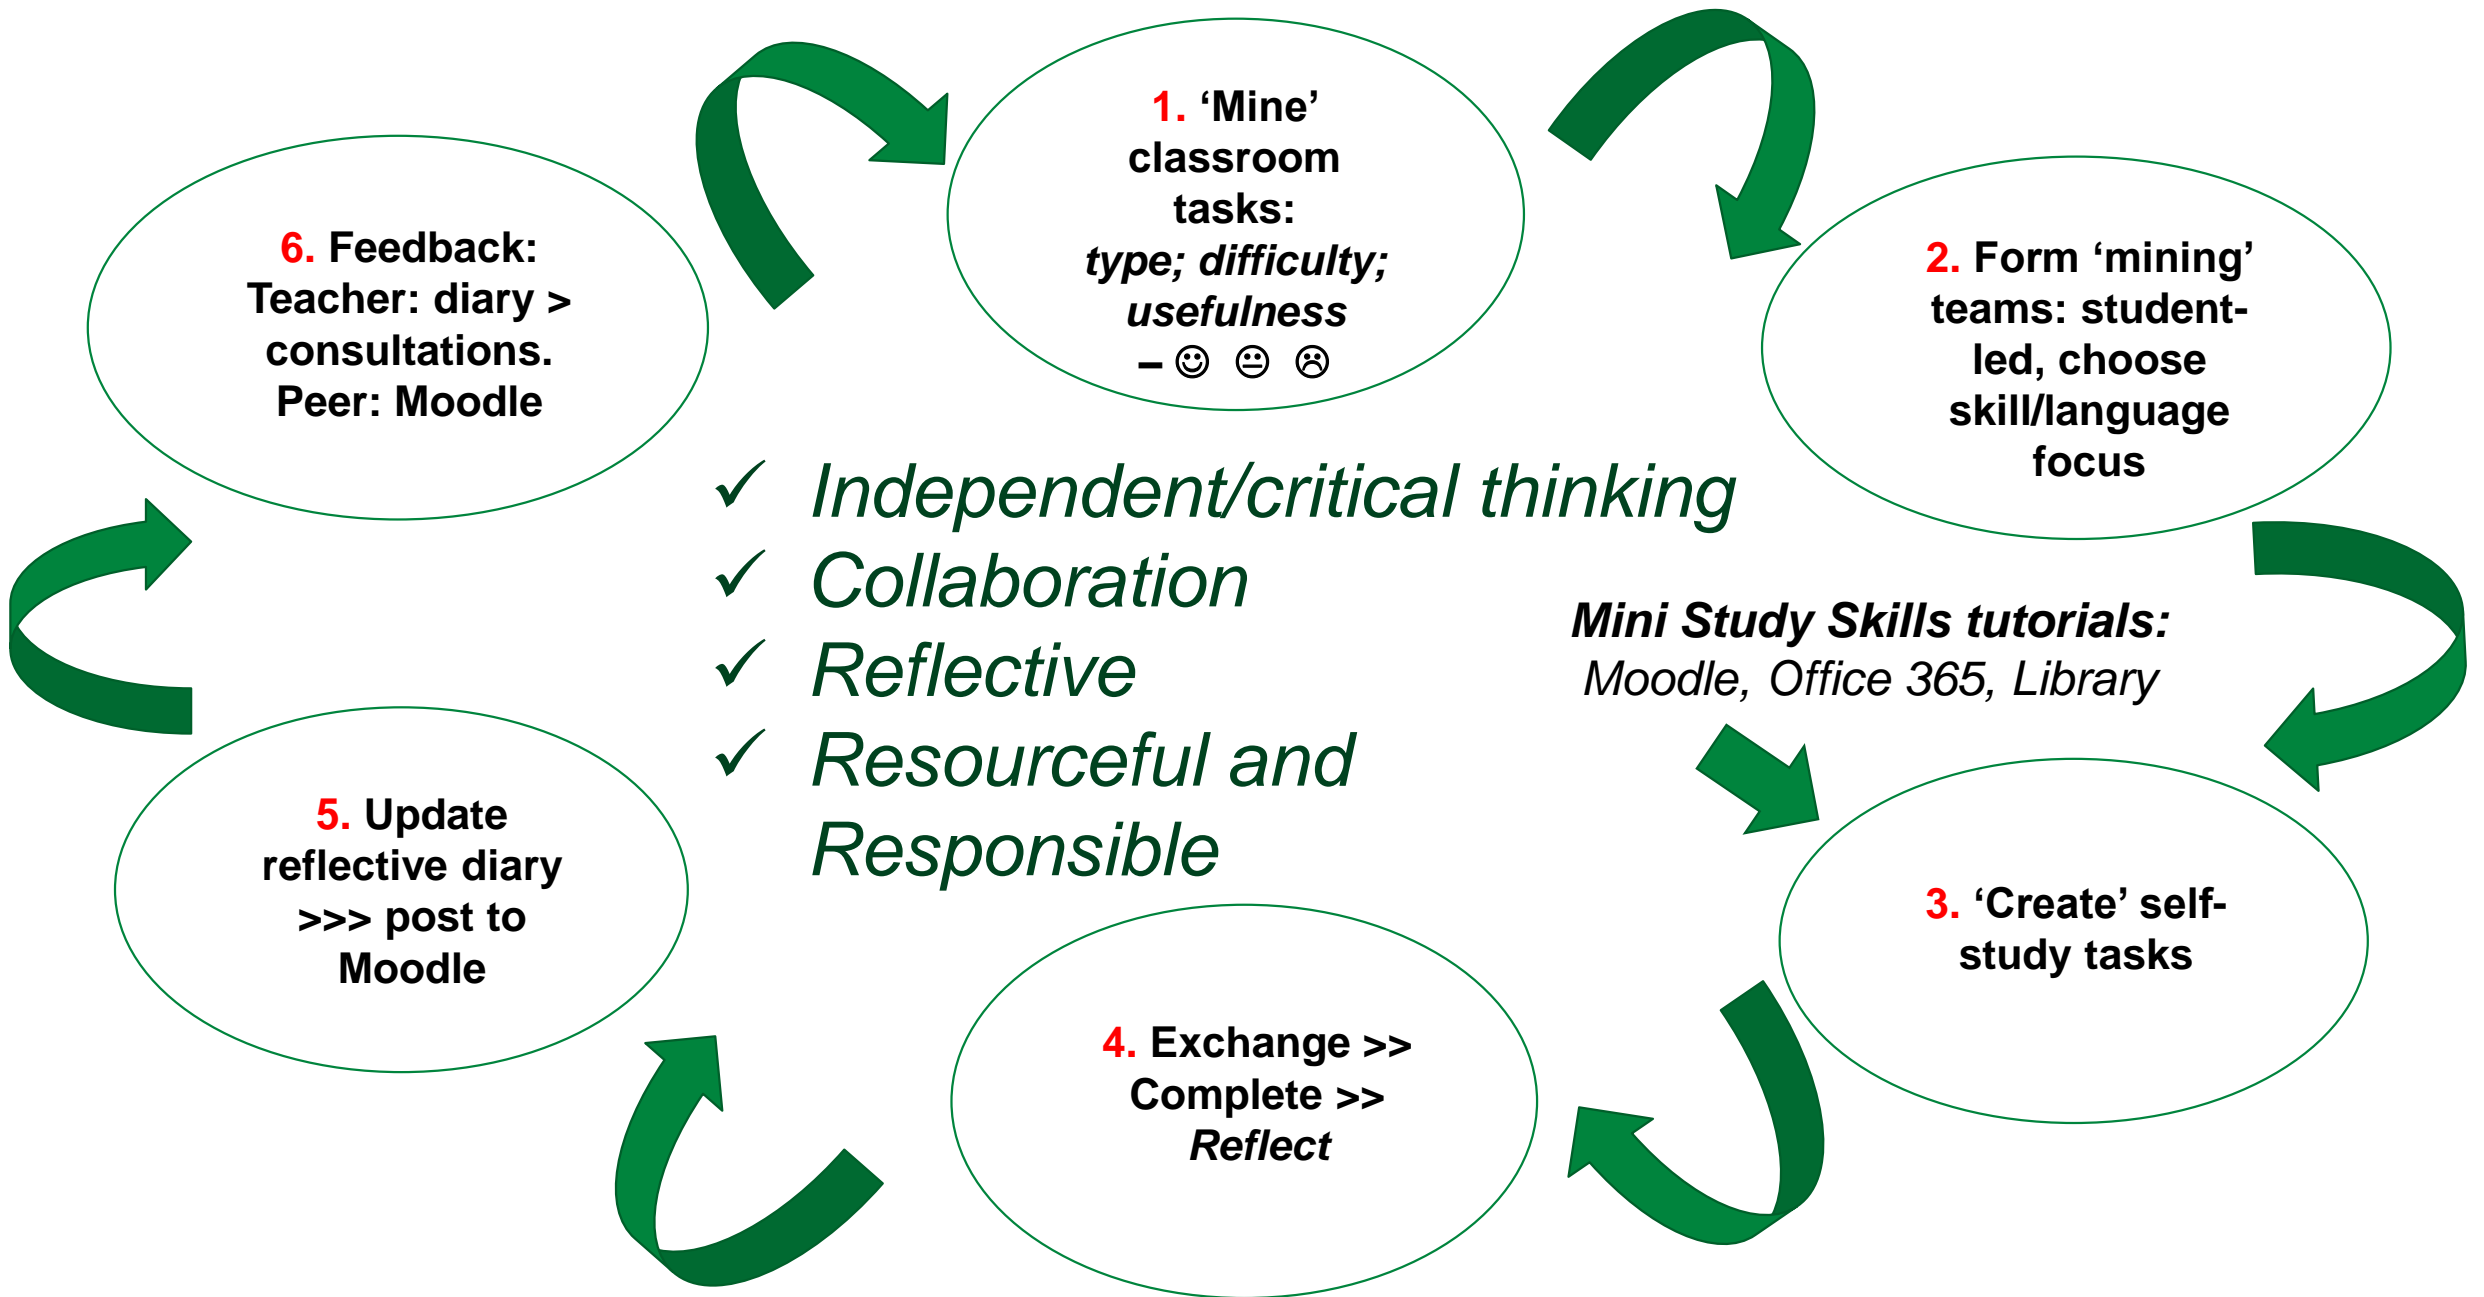 1. ‘Mine’
classroom
tasks:
type; difficulty;
usefulness
– ☺ 😐 ☹
2. Form ‘mining’
teams: student-
led, choose
skill/language
focus
Mini Study Skills tutorials:
Moodle, Office 365, Library
3. ‘Create’ self-
study tasks
4. Exchange >>
Complete >>
Reflect
5. Update
reflective diary
>>> post to
Moodle
6. Feedback:
Teacher: diary >
consultations.
Peer: Moodle
✓ Independent/critical thinking
✓ Collaboration
✓ Reflective
✓ Resourceful and
Responsible